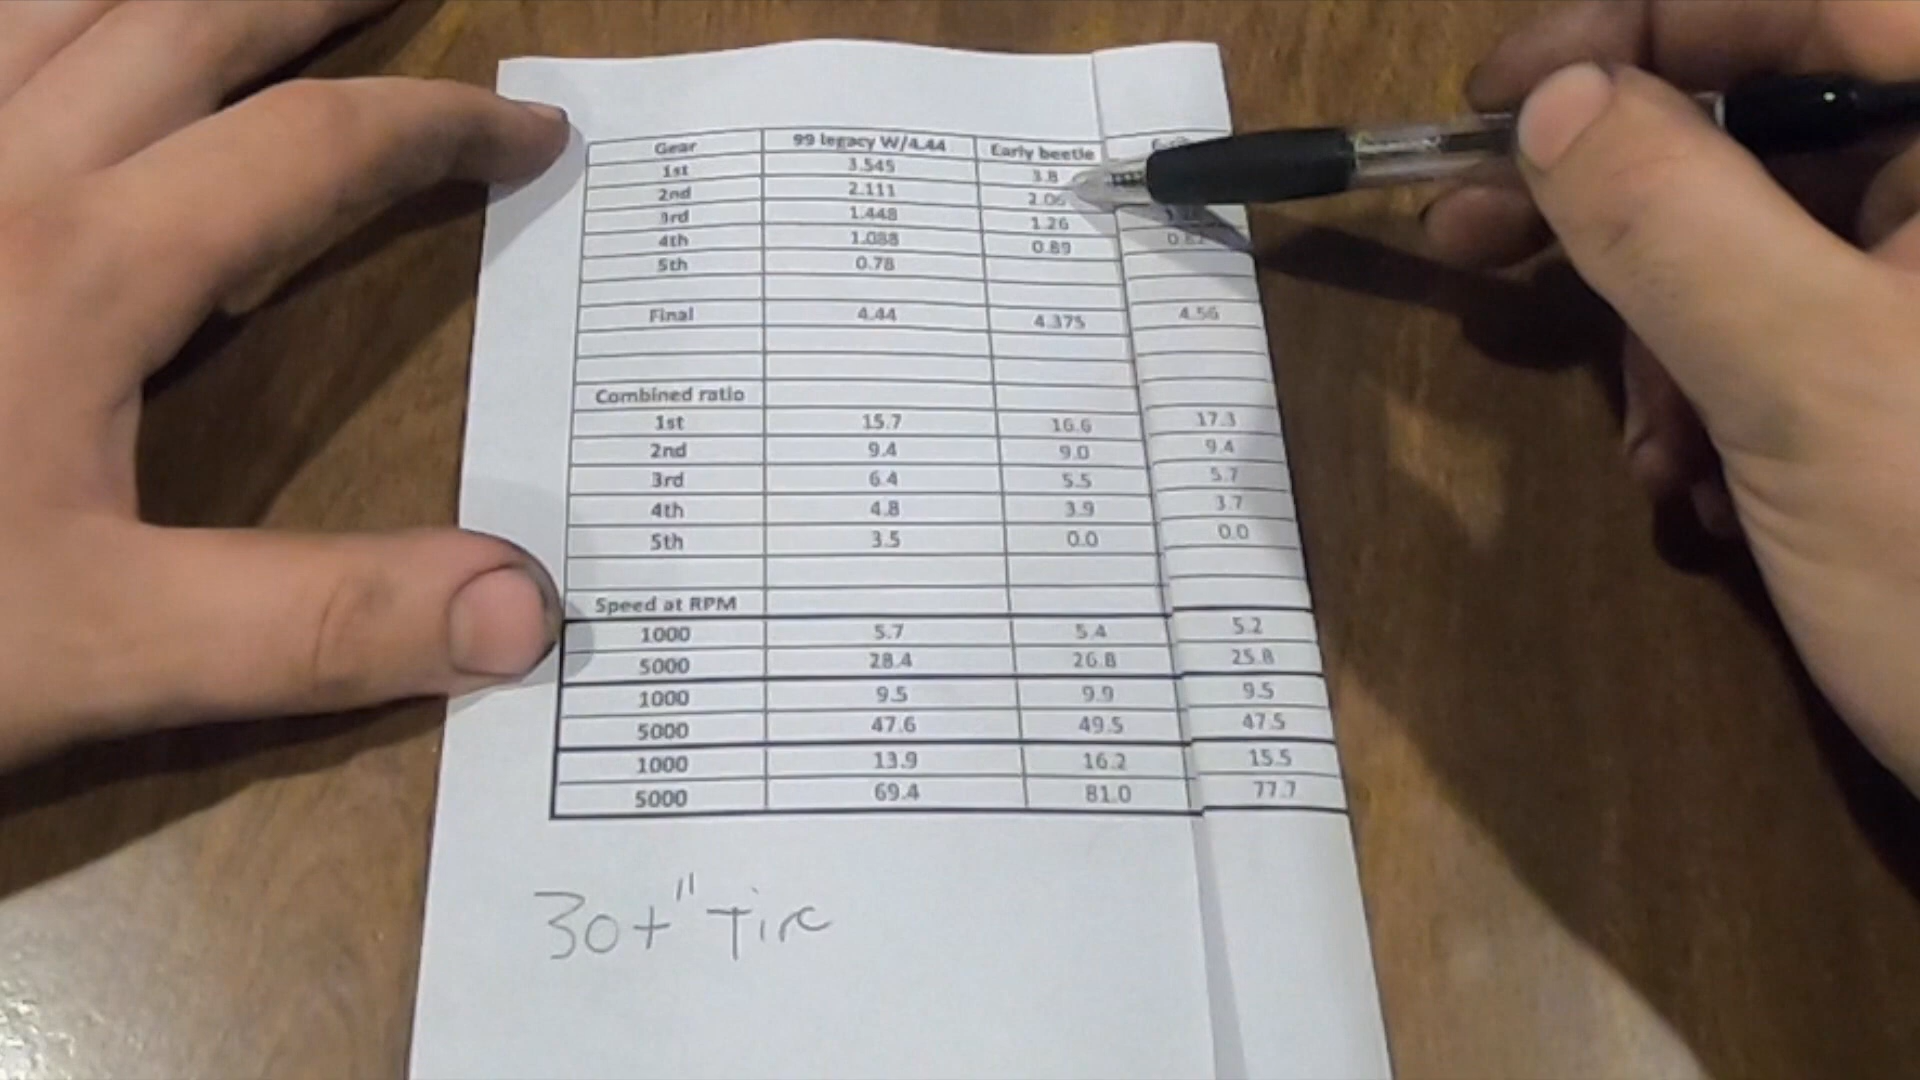 Gear 99 legacy W/4.44 Early beetle
1st 3.545 3.8
2nd 2.111 2.06
3rd 1.448 1.26
4th 1.088 0.89 0.82
5th 0.78
Final 4.44 4.375 4.56
Combined ratio
1st 15.7 16.6 17.3
2nd 9.4 9.0 9.4
3rd 6.4 5.5 5.7
4th 4.8 3.9 3.7
5th 3.5 0.0 0.0
Speed at RPM
1000 5.7 5.4 5.2
5000 28.4 26.8 25.8
1000 9.5 9.9 9.5
5000 47.6 49.5 47.5
1000 13.9 16.2 15.5
5000 69.4 81.0 77.7
30+" Tire